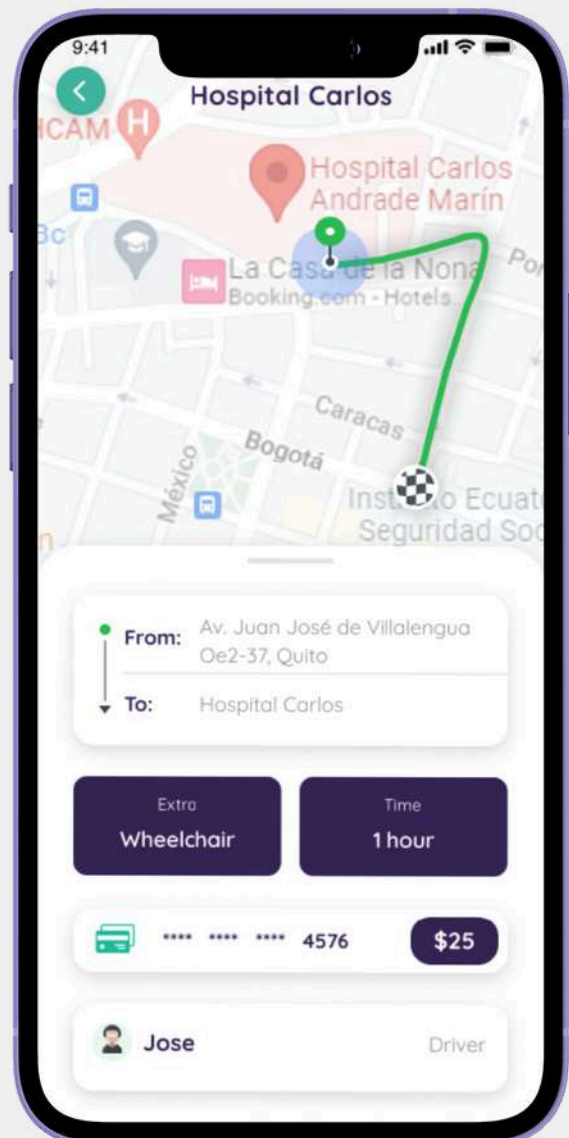 9:41
Hospital Carlos
HCAM H
Hospital Carlos
Andrade Marín
Bc
La Casa de la Nona
Booking.com - Hotels
Por
Caracas
Bogotá
México
Ecuat
Seguridad Soc
n
From: Av. Juan José de Villalengua
Oe2-37, Quito
To: Hospital Carlos
Extra
Wheelchair
Time
1 hour
**** **** **** 4576 $25
Jose Driver